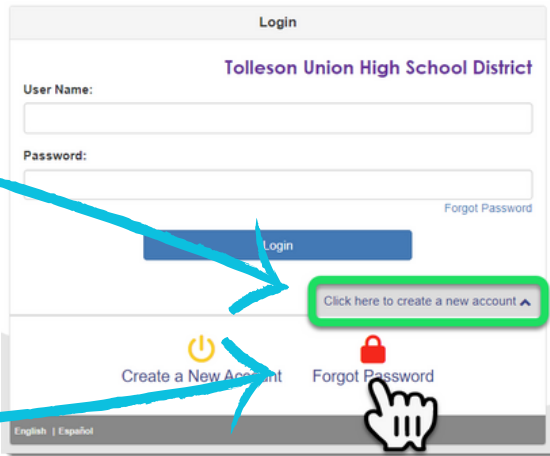 Login
Tolleson Union High School District
User Name:
Password:
Forgot Password
Login
Click here to create a new account
Create a New Account Forgot Password
English | Español